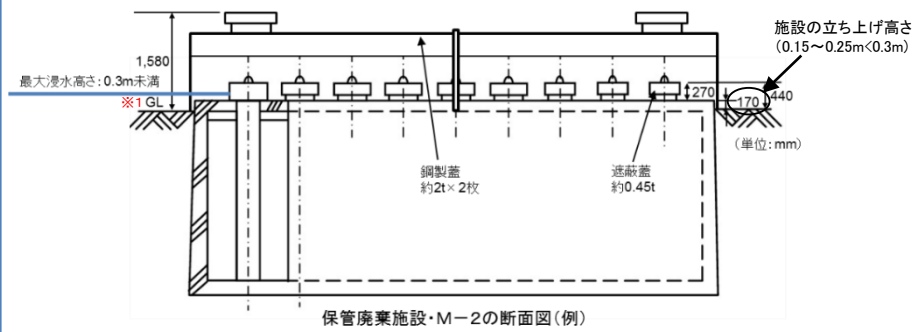 施設の立ち上げ高さ
(0.15～0.25m<0.3m)
1,580
最大浸水高さ:0.3m未満
※1 GL
270
170
440
(単位:mm)
鋼製蓋
約2t×2枚
遮蔽蓋
約0.45t
保管廃棄施設・M－2の断面図(例)